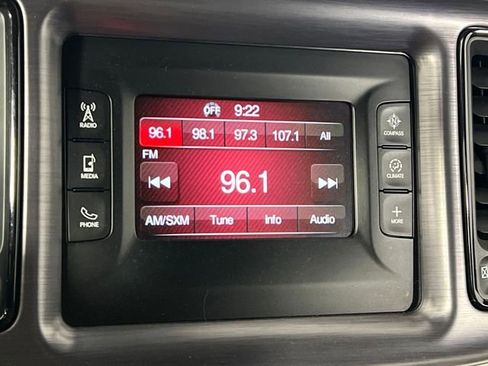 OFF 9:22
96.1 98.1 97.3 107.1 All
FM
96.1
AM/SXM Tune Info Audio
RADIO
MEDIA
PHONE
N
COMPASS
CLIMATE
+
MORE